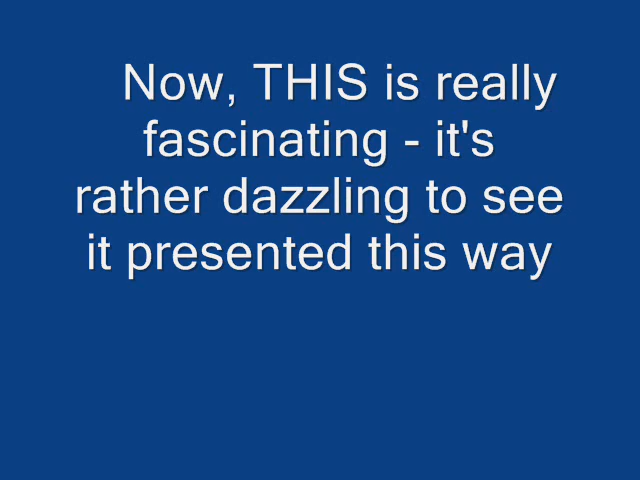 Now, THIS is really
fascinating - it's
rather dazzling to see
it presented this way